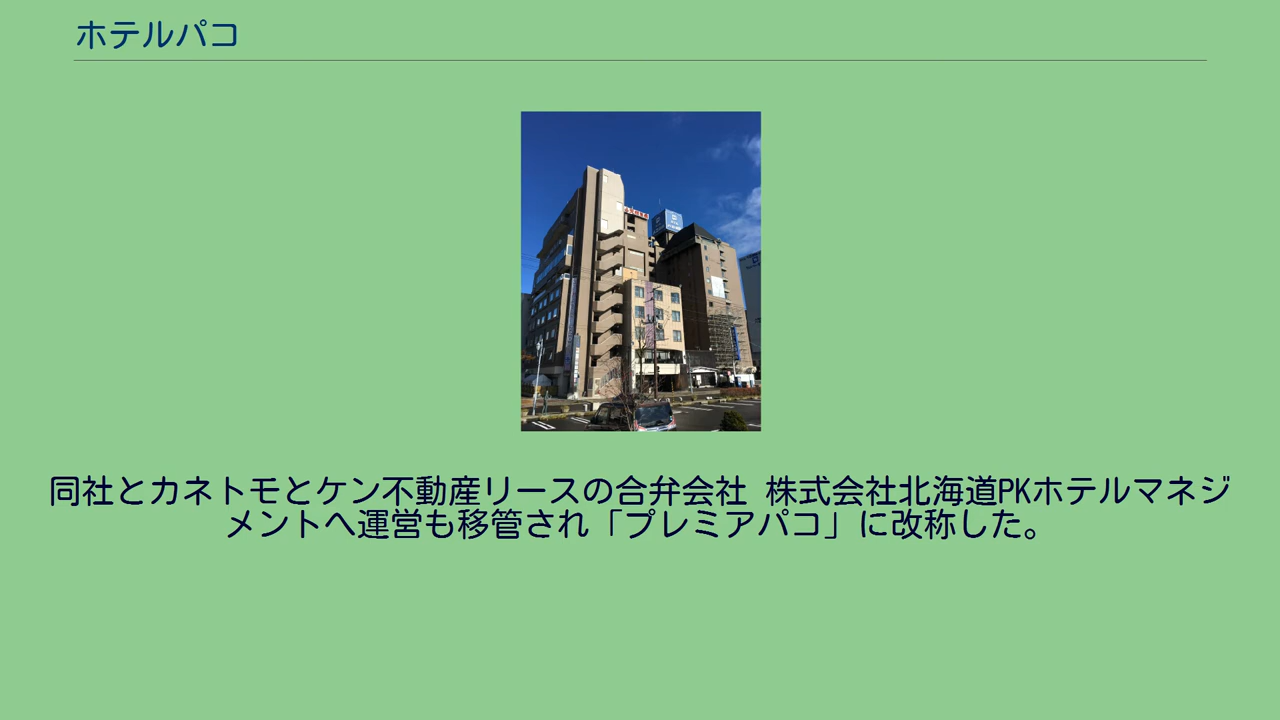 ホテルパコ
同社とカネトモとケン不動産リースの合弁会社 株式会社北海道PKホテルマネジ
メントへ運営も移管され「プレミアパコ」に改称した。